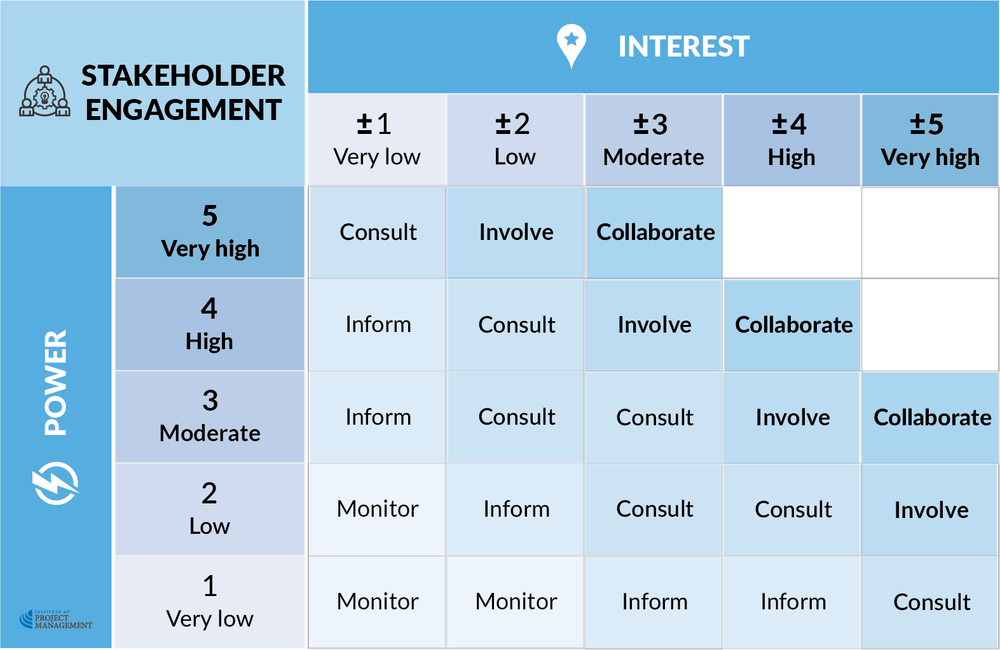 STAKEHOLDER
ENGAGEMENT
INTEREST
±1
Very low
±2
Low
±3
Moderate
±4
High
±5
Very high
POWER
5
Very high
Consult
Involve
Collaborate
4
High
Inform
Consult
Involve
Collaborate
3
Moderate
Inform
Consult
Consult
Involve
Collaborate
2
Low
Monitor
Inform
Consult
Consult
Involve
1
Very low
Monitor
Monitor
Inform
Inform
Consult
INSTITUTE OF
PROJECT
MANAGEMENT